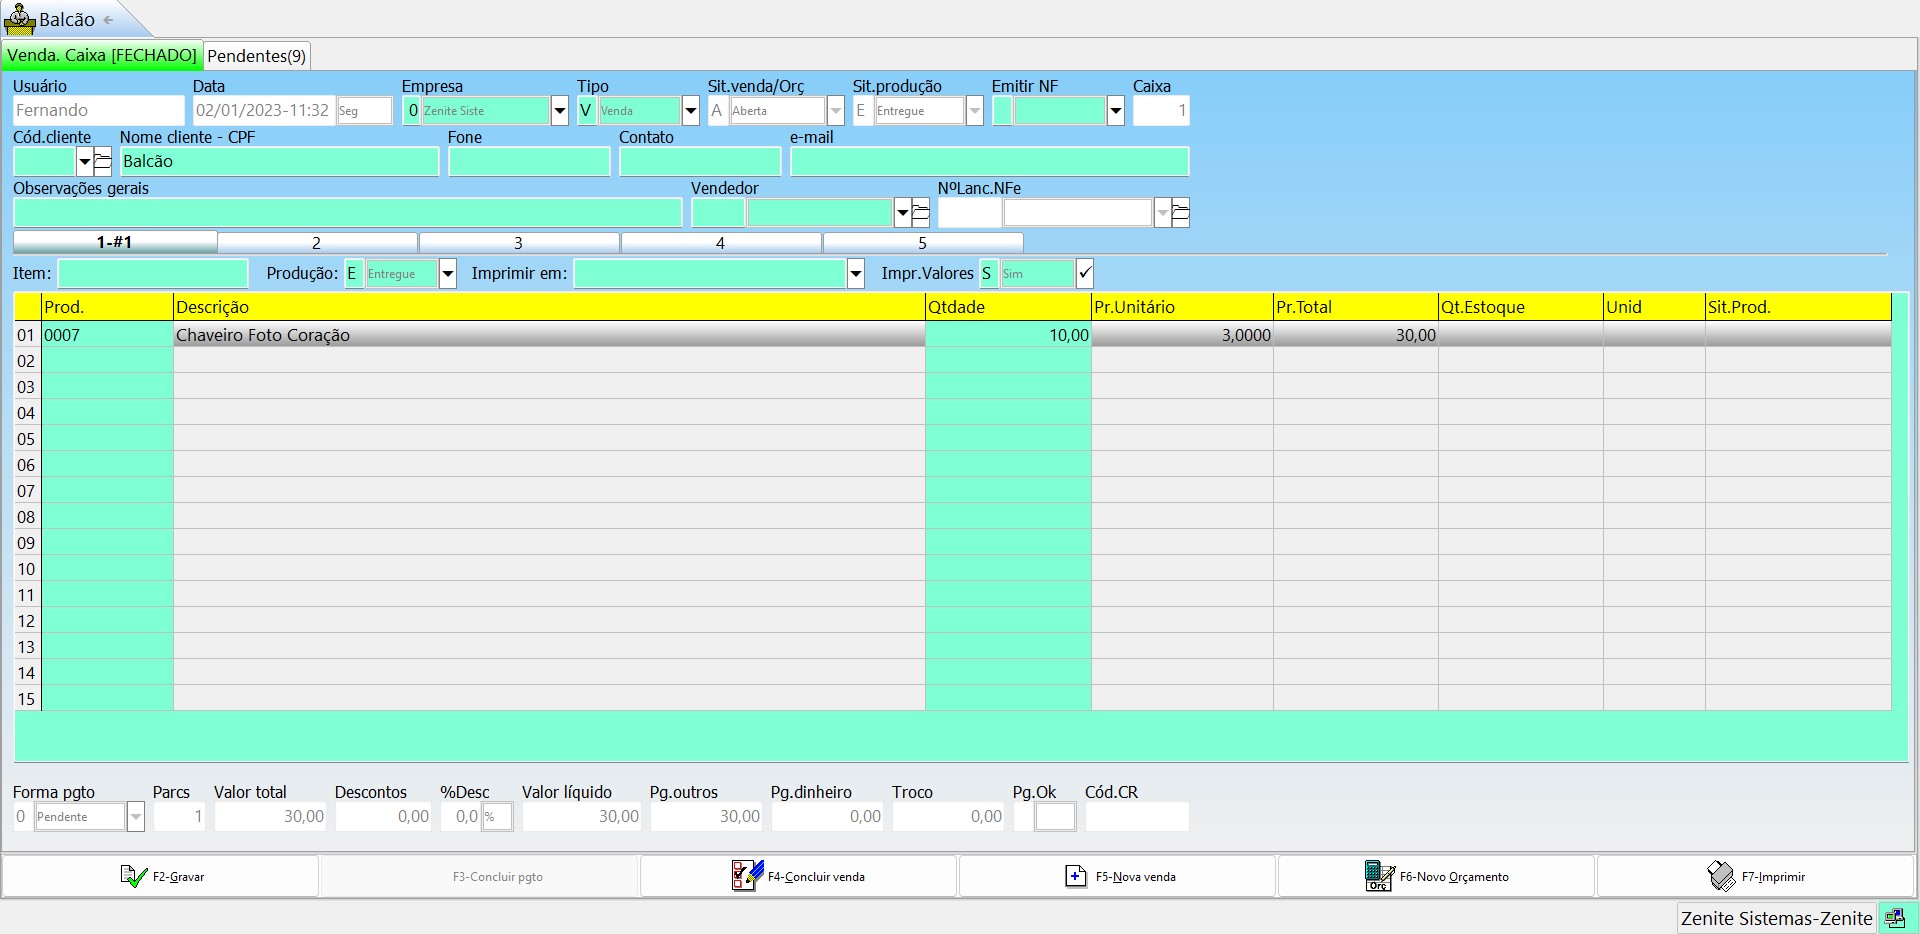 Balcão
Venda. Caixa [FECHADO] Pendentes(9)
Usuário Data Empresa Tipo Sit.venda/Orç Sit.produção Emitir NF Caixa
Fernando 02/01/2023-11:32 Seg 0 Zenite Siste V Venda A Aberta E Entregue 1
Cód.cliente Nome cliente - CPF Fone Contato e-mail
Balcão
Observações gerais Vendedor NºLanc.NFe
1-#1 2 3 4 5
Item: Produção: E Entregue Imprimir em: Impr.Valores S Sim
Prod. Descrição Qtdade Pr.Unitário Pr.Total Qt.Estoque Unid Sit.Prod.
01 0007 Chaveiro Foto Coração 10,00 3,0000 30,00
02
03
04
05
06
07
08
09
10
11
12
13
14
15
Forma pgto Parcs Valor total Descontos %Desc Valor líquido Pg.outros Pg.dinheiro Troco Pg.Ok Cód.CR
0 Pendente 1 30,00 0,00 0,0 % 30,00 30,00 0,00 0,00
F2-Gravar F3-Concluir pgto F4-Concluir venda F5-Nova venda Orç F6-Novo Orçamento F7-Imprimir
Zenite Sistemas-Zenite